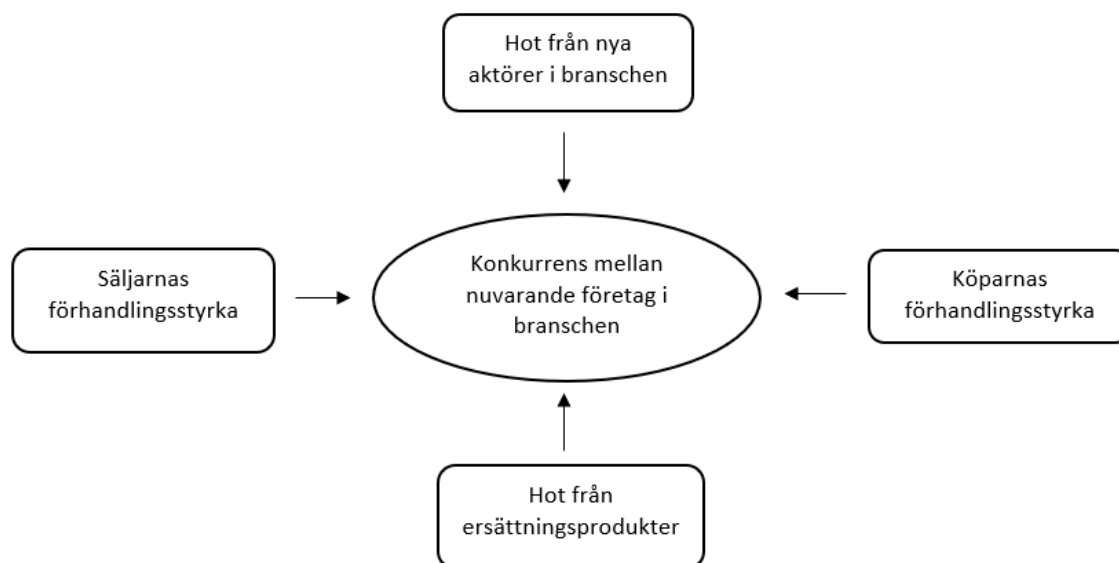 Hot från nya
aktörer i branschen
Säljarnas
förhandlingsstyrka
Konkurrens mellan
nuvarande företag i
branschen
Köparnas
förhandlingsstyrka
Hot från
ersättningsprodukter